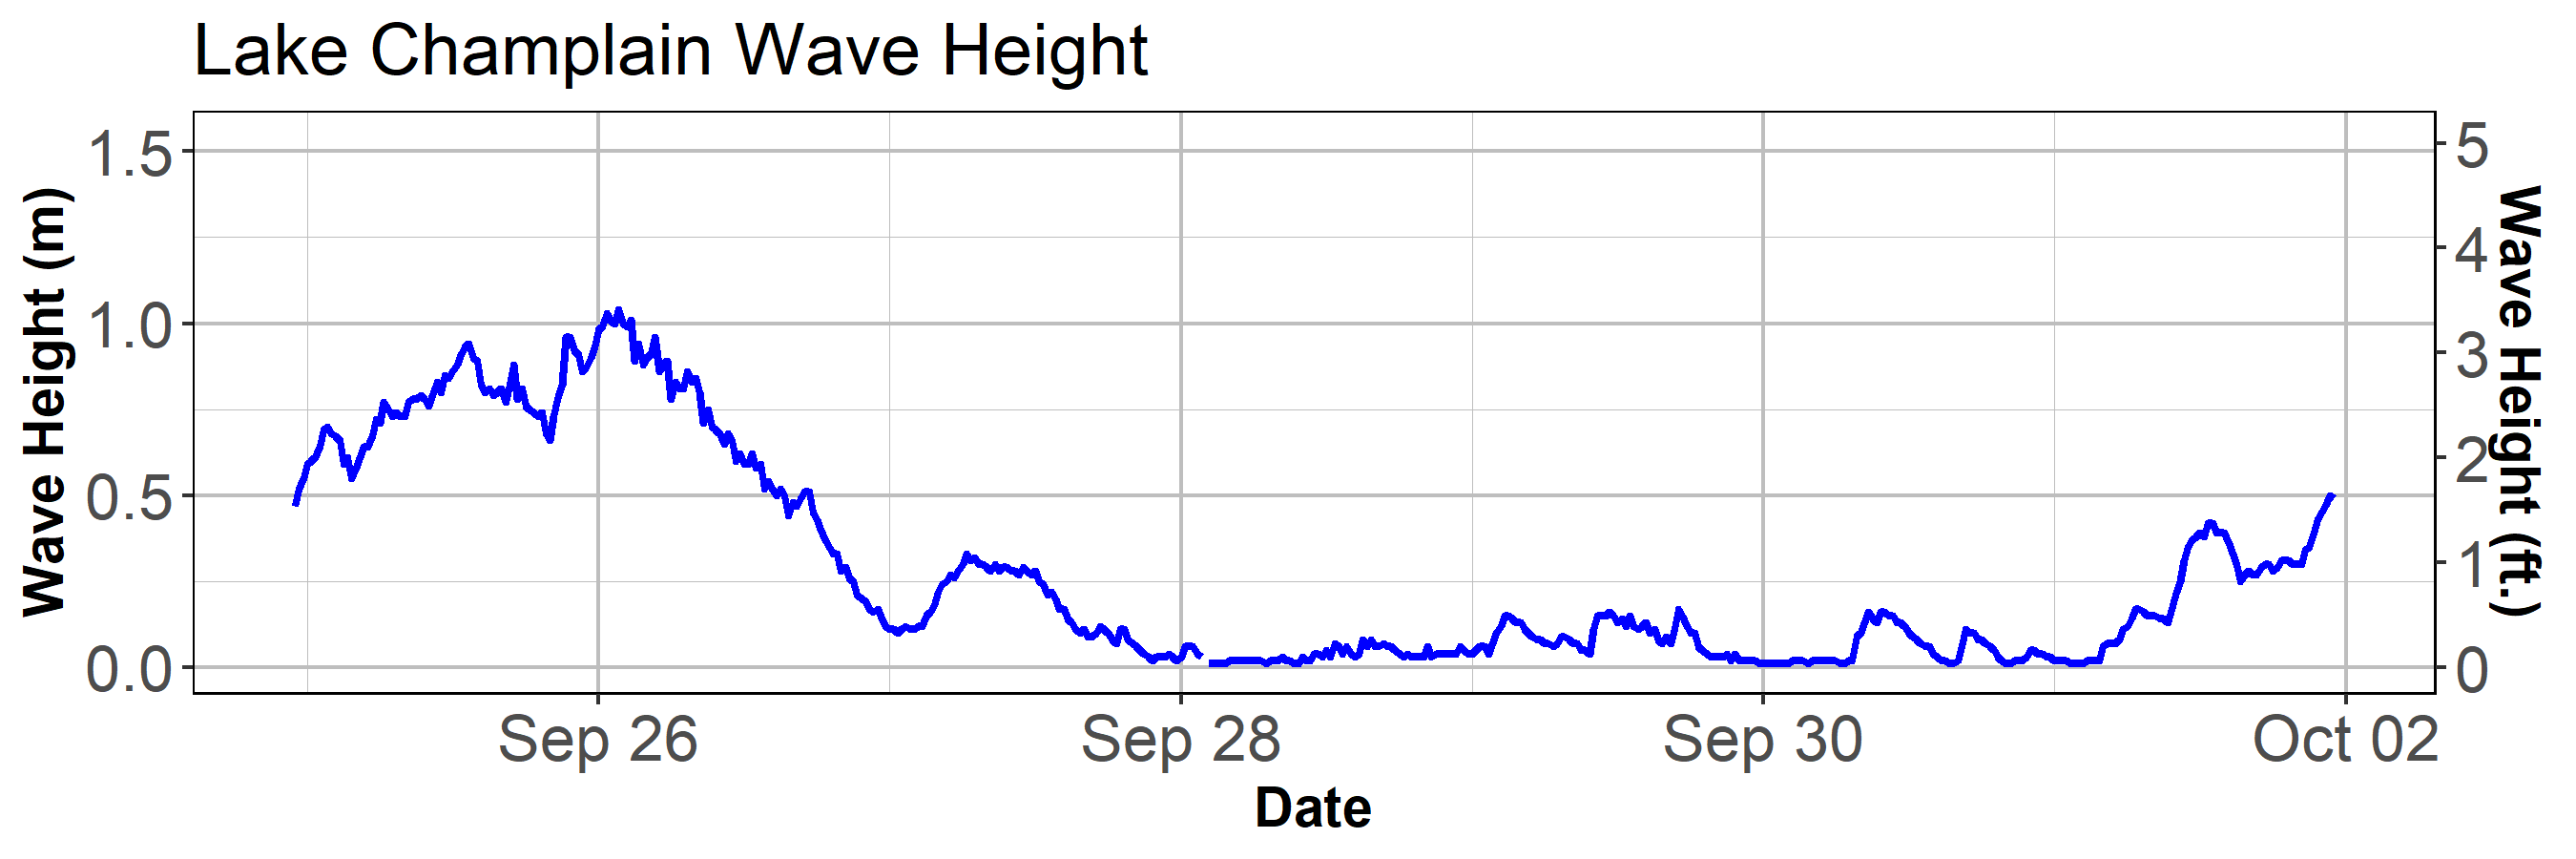 Lake Champlain Wave Height
Wave Height (m)
1.5
1.0
0.5
0.0
5
4
3
2
1
0
Wave Height (ft.)
Sep 26
Sep 28
Sep 30
Oct 02
Date